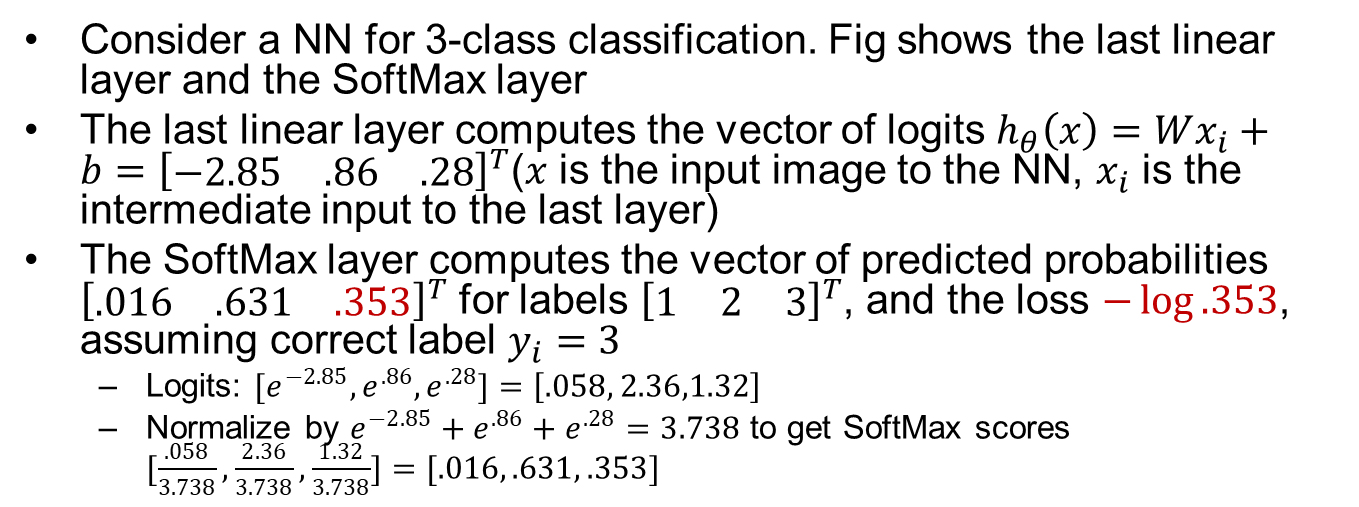 • Consider a NN for 3-class classification. Fig shows the last linear
layer and the SoftMax layer
• The last linear layer computes the vector of logits ℎ_θ(x) = Wx_i +
b = [−2.85 .86 .28]^T(x is the input image to the NN, x_i is the
intermediate input to the last layer)
• The SoftMax layer computes the vector of predicted probabilities
[.016 .631 .353]^T for labels [1 2 3]^T, and the loss − log .353,
assuming correct label y_i = 3
– Logits: [e^−2.85, e^.86, e^.28] = [.058, 2.36,1.32]
– Normalize by e^−2.85 + e^.86 + e^.28 = 3.738 to get SoftMax scores
[.058/3.738, 2.36/3.738, 1.32/3.738] = [.016, .631, .353]